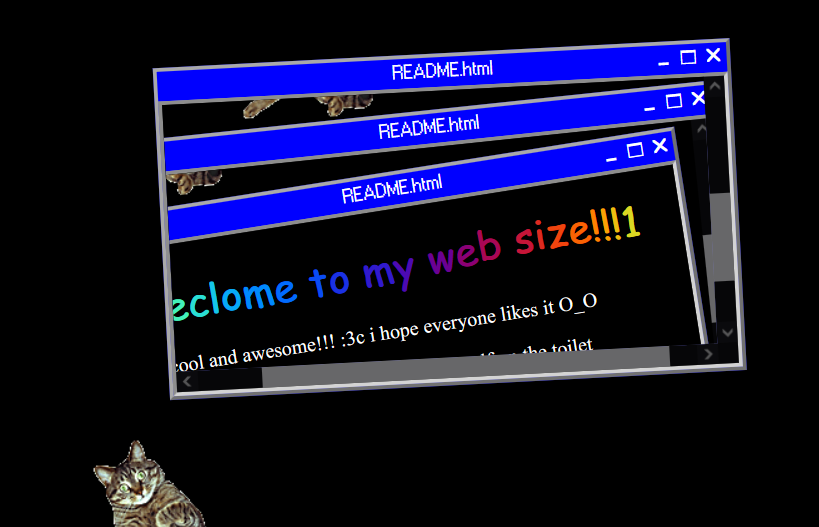 README.html
README.html
README.html
eclome to my web size!!!1
cool and awesome!!! :3c i hope everyone likes it O_O
the toilet